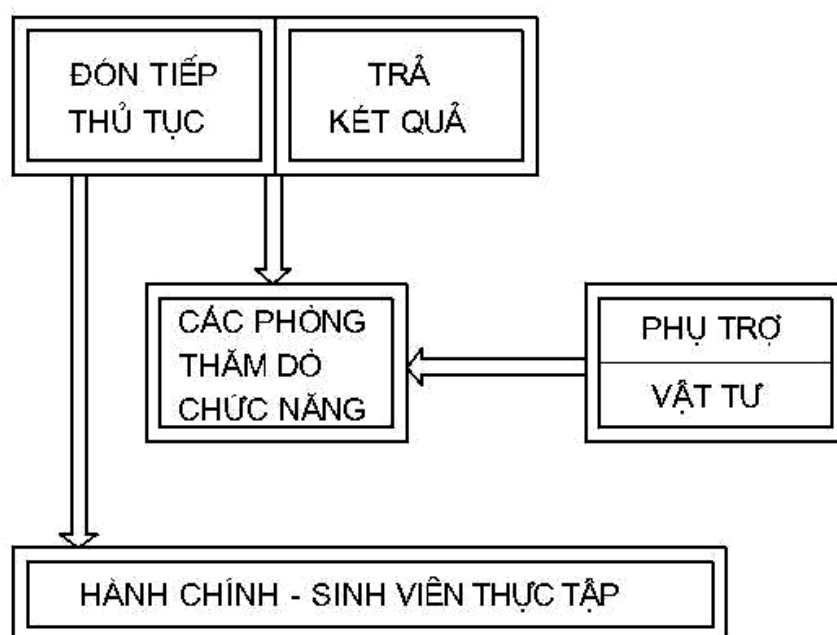 ĐÓN TIẾP
THỦ TỤC
TRẢ
KẾT QUẢ
CÁC PHÒNG
THĂM DÒ
CHỨC NĂNG
PHỤ TRỢ
VẬT TƯ
HÀNH CHÍNH - SINH VIÊN THỰC TẬP